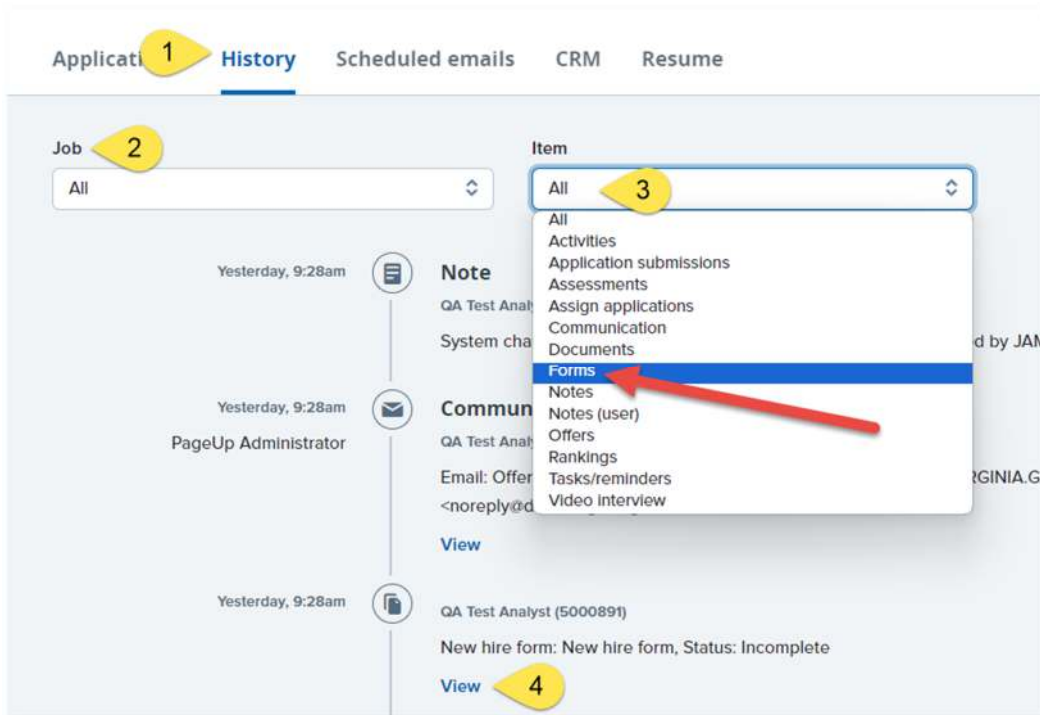 Applicati 1 History Scheduled emails CRM Resume
Job 2 Item
All All 3
All
Activities
Application submissions
Assessments
Assign applications
Communication
Documents
Forms
Notes
Notes (user)
Offers
Rankings
Tasks/reminders
Video interview
Yesterday, 9:28am Note
QA Test Analy
System cha d by JAM
Yesterday, 9:28am Commun
PageUp Administrator QA Test Analy
Email: Offer RGINIA.G
<noreply@d
View
Yesterday, 9:28am QA Test Analyst (5000891)
New hire form: New hire form, Status: Incomplete
View 4